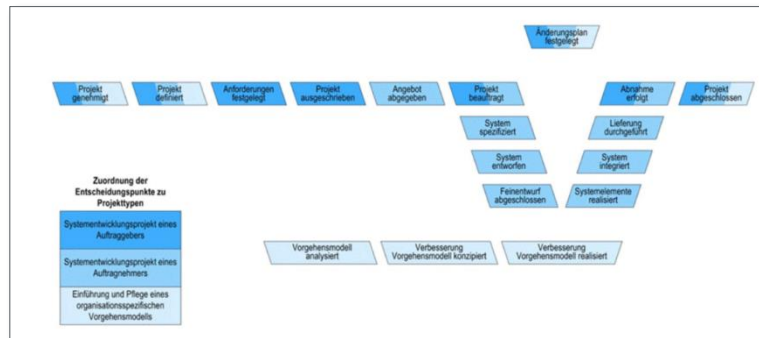 Änderungsplan
festgelegt
Projekt
genehmigt
Projekt
definiert
Anforderungen
festgelegt
Projekt
ausgeschrieben
Angebot
abgegeben
Projekt
beauftragt
Abnahme
erfolgt
Projekt
abgeschlossen
System
spezifiziert
Lieferung
durchgeführt
System
entworfen
System
integriert
Feinentwurf
abgeschlossen
Systemelemente
realisiert
Zuordnung der
Entscheidungspunkte zu
Projekttypen
Systementwicklungsprojekt eines
Auftraggebers
Systementwicklungsprojekt eines
Auftragnehmers
Einführung und Pflege eines
organisationsspezifischen
Vorgehensmodells
Vorgehensmodell
analysiert
Verbesserung
Vorgehensmodell konzipiert
Verbesserung
Vorgehensmodell realisiert